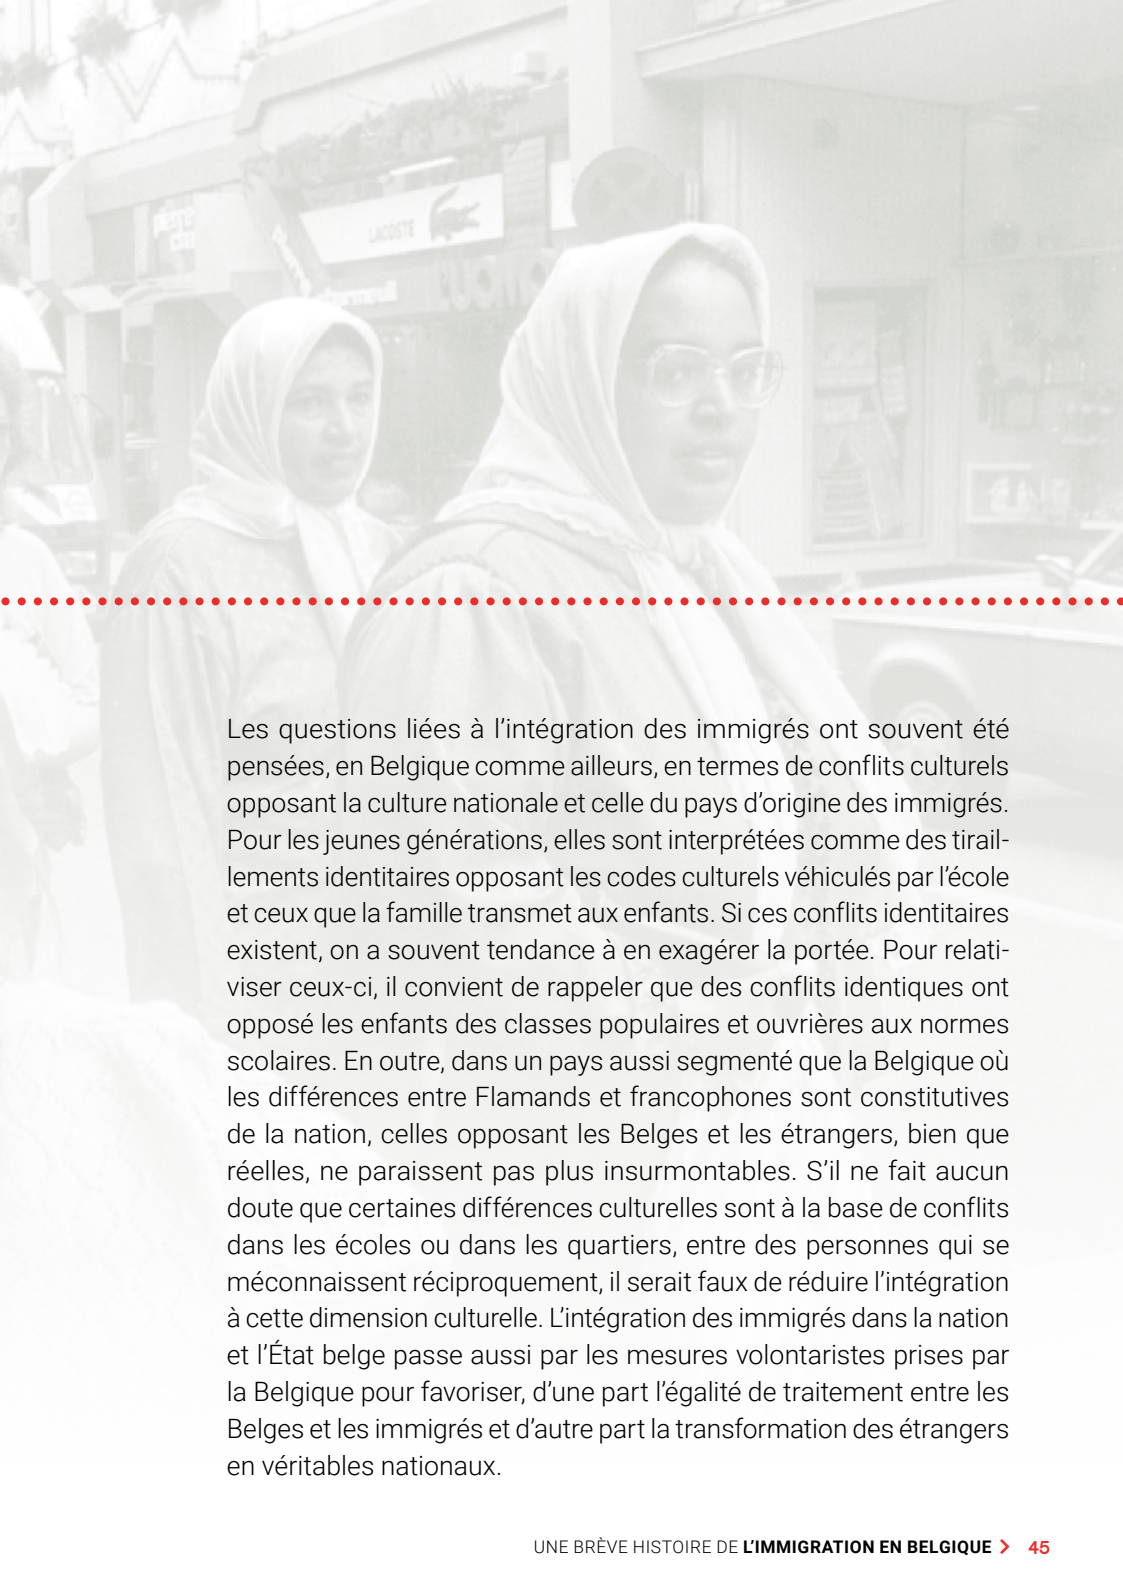 LACOSTE
Les questions liées à l’intégration des immigrés ont souvent été
pensées, en Belgique comme ailleurs, en termes de conflits culturels
opposant la culture nationale et celle du pays d’origine des immigrés.
Pour les jeunes générations, elles sont interprétées comme des tirail-
lements identitaires opposant les codes culturels véhiculés par l’école
et ceux que la famille transmet aux enfants. Si ces conflits identitaires
existent, on a souvent tendance à en exagérer la portée. Pour relati-
viser ceux-ci, il convient de rappeler que des conflits identiques ont
opposé les enfants des classes populaires et ouvrières aux normes
scolaires. En outre, dans un pays aussi segmenté que la Belgique où
les différences entre Flamands et francophones sont constitutives
de la nation, celles opposant les Belges et les étrangers, bien que
réelles, ne paraissent pas plus insurmontables. S’il ne fait aucun
doute que certaines différences culturelles sont à la base de conflits
dans les écoles ou dans les quartiers, entre des personnes qui se
méconnaissent réciproquement, il serait faux de réduire l’intégration
à cette dimension culturelle. L’intégration des immigrés dans la nation
et l’État belge passe aussi par les mesures volontaristes prises par
la Belgique pour favoriser, d’une part l’égalité de traitement entre les
Belges et les immigrés et d’autre part la transformation des étrangers
en véritables nationaux.
UNE BRÈVE HISTOIRE DE L’IMMIGRATION EN BELGIQUE > 45